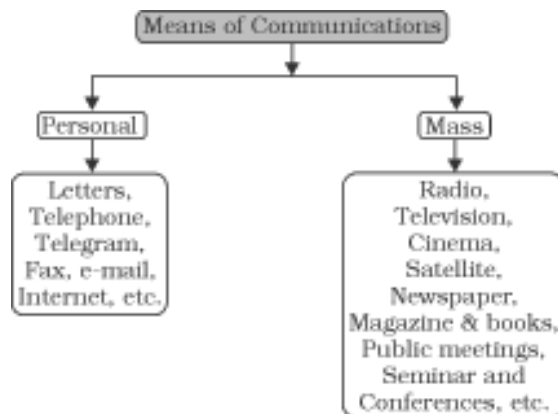 Means of Communications
Personal
Mass
Letters,
Telephone,
Telegram,
Fax, e-mail,
Internet, etc.
Radio,
Television,
Cinema,
Satellite,
Newspaper,
Magazine & books,
Public meetings,
Seminar and
Conferences, etc.